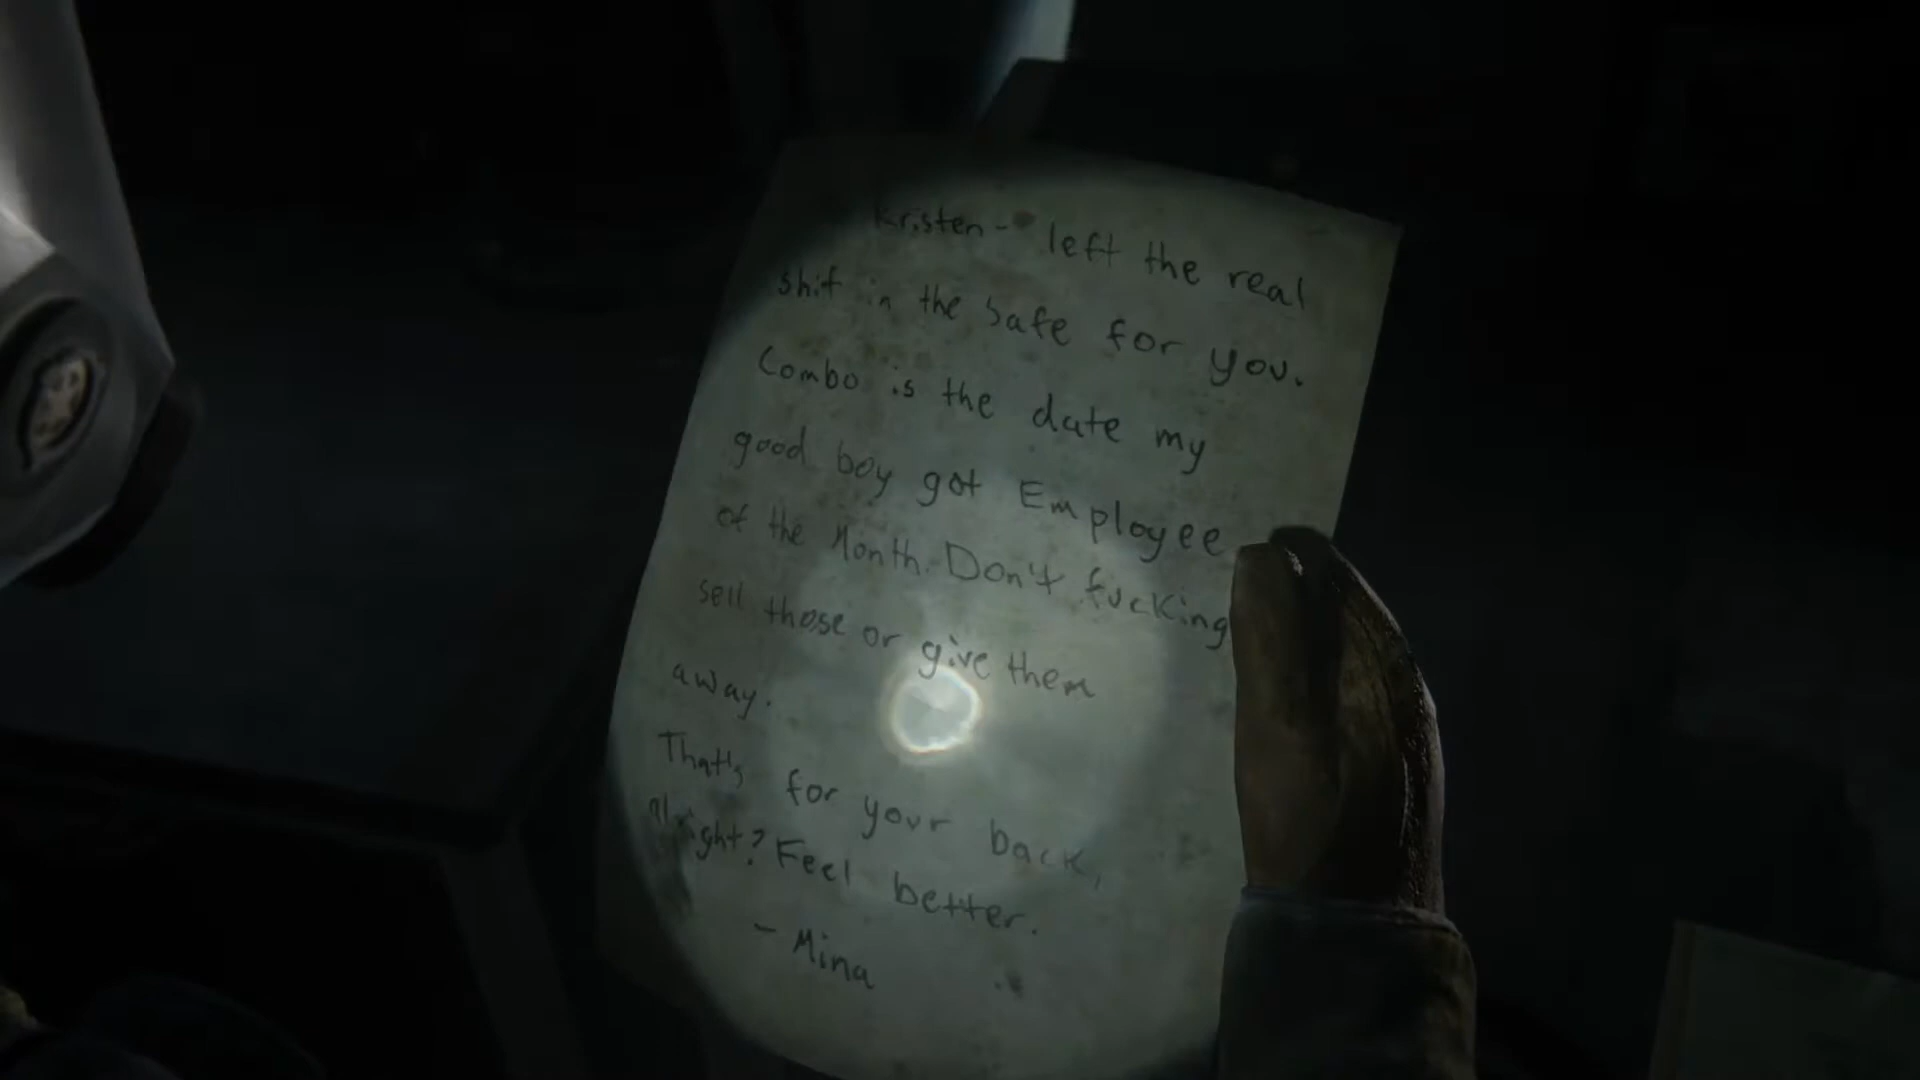 Kristen- left the real
shit in the safe for you.
Combo is the date my
good boy got Employee
of the Month. Don't fucking
sell those or give them
away.
That's for your back,
alright? Feel better.
- Mina